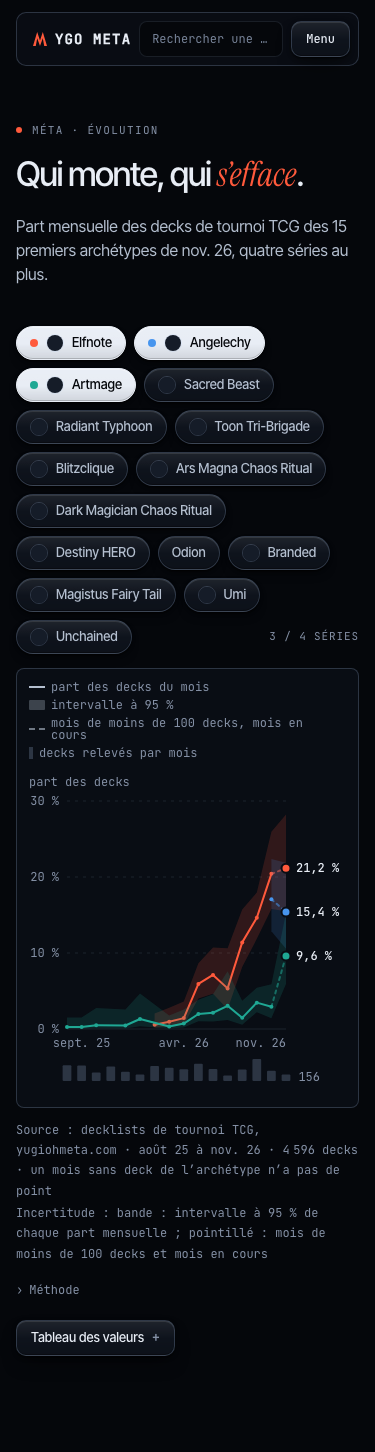 YGO META
Rechercher une …
Menu
MÉTA · ÉVOLUTION
Qui monte, qui s'efface.
Part mensuelle des decks de tournoi TCG des 15
premiers archétypes de nov. 26, quatre séries au
plus.
Elfnote
Angelechy
Artmage
Sacred Beast
Radiant Typhoon
Toon Tri-Brigade
Blitzclique
Ars Magna Chaos Ritual
Dark Magician Chaos Ritual
Destiny HERO
Odion
Branded
Magistus Fairy Tail
Umi
Unchained
3 / 4 SÉRIES
part des decks du mois
intervalle à 95 %
mois de moins de 100 decks, mois en
cours
decks relevés par mois
part des decks
30 %
20 %
10 %
0 %
21,2 %
15,4 %
9,6 %
sept. 25
avr. 26
nov. 26
156
Source : decklists de tournoi TCG,
yugiohmeta.com · août 25 à nov. 26 · 4 596 decks
· un mois sans deck de l'archétype n'a pas de
point
Incertitude : bande : intervalle à 95 % de
chaque part mensuelle ; pointillé : mois de
moins de 100 decks et mois en cours
› Méthode
Tableau des valeurs +